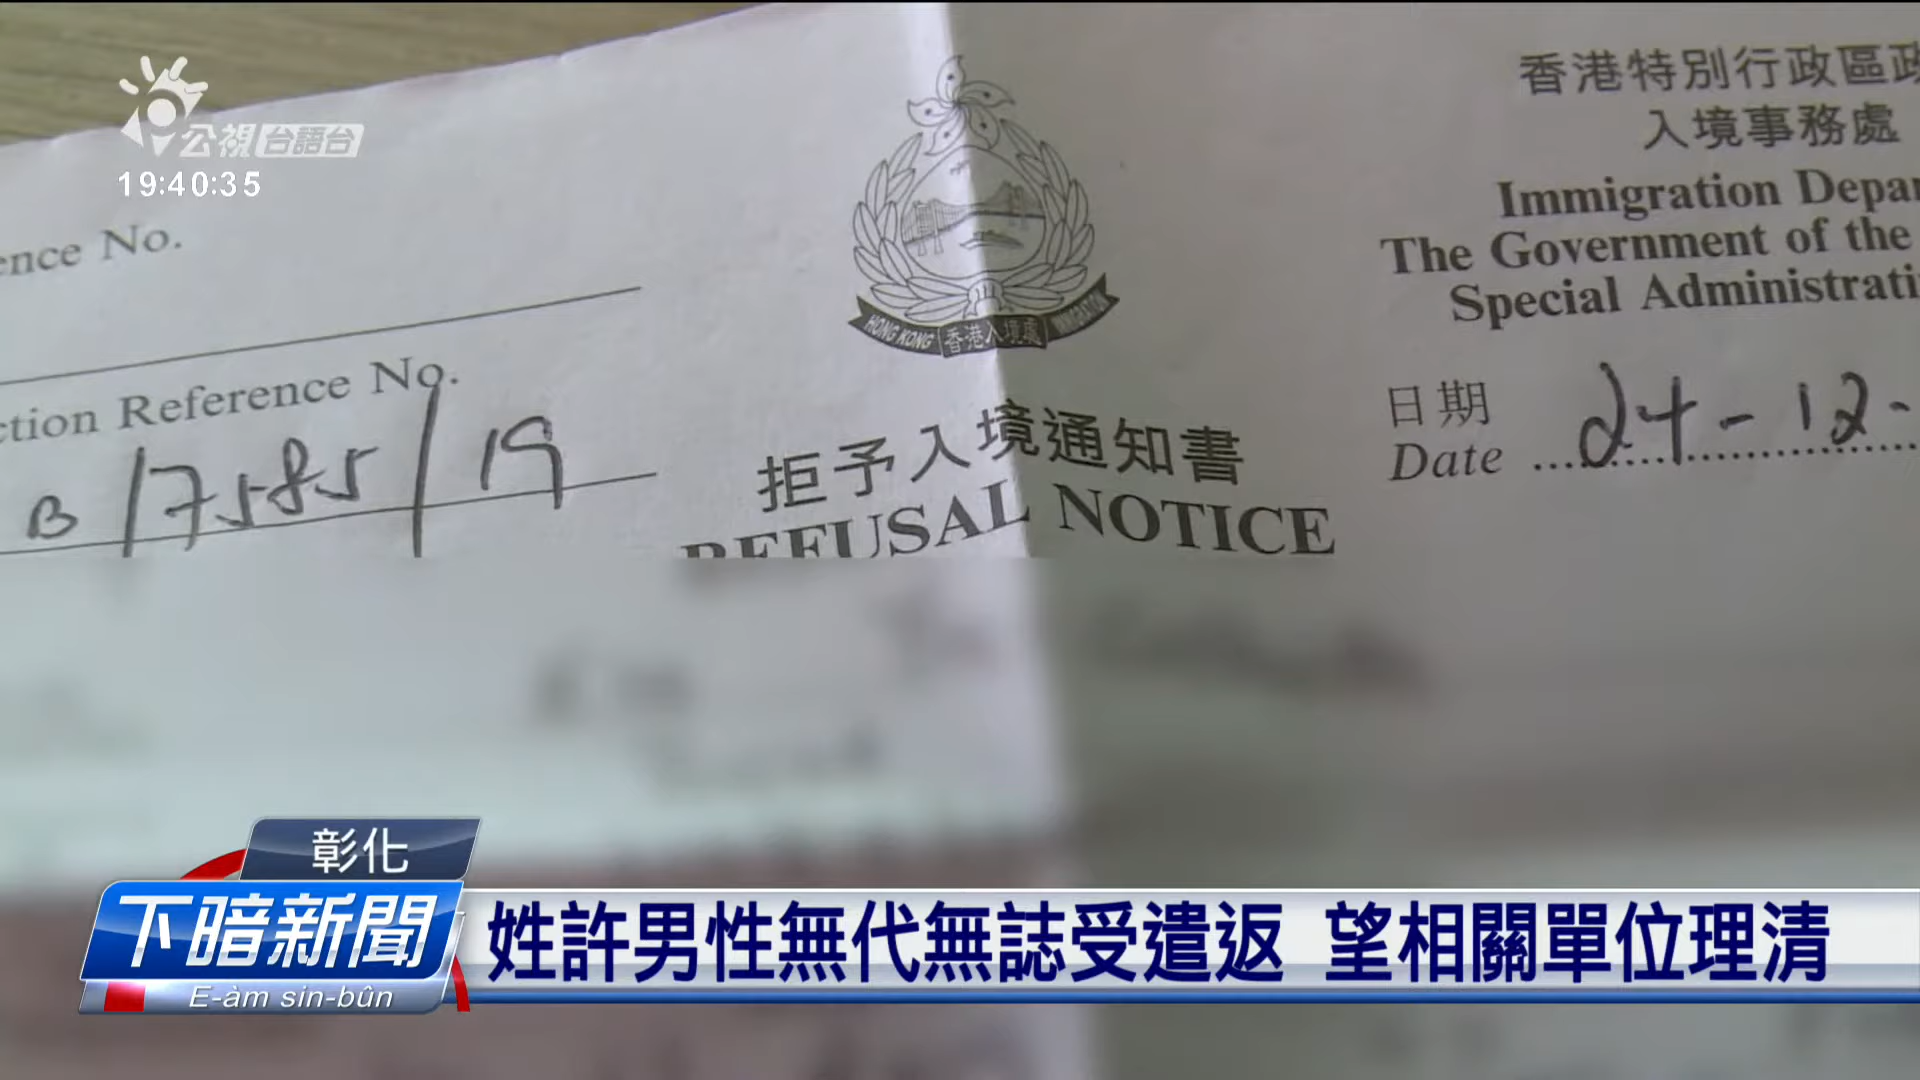 公視台語台
19:40:35
香港特別行政區政
入境事務處
Immigration Depar
The Government of the
Special Administrati
ence No.
ction Reference No.
B/7585/19
HONG KONG 香港入境處 IMMIGRATION
拒予入境通知書
REFUSAL NOTICE
日期
Date 24-12-
彰化
下暗新聞
E-àm sin-bûn
姓許男性無代無誌受遣返 望相關單位理清